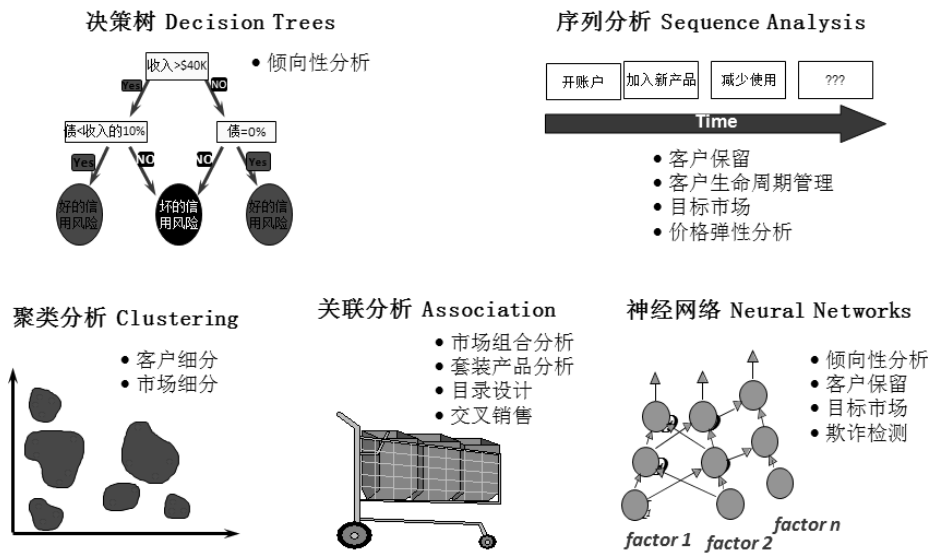 决策树 Decision Trees
收入>$40K
• 倾向性分析
Yes
NO
债<收入的10%
债=0%
Yes
NO
NO
Yes
好的信
用风险
坏的信
用风险
好的信
用风险
序列分析 Sequence Analysis
开账户
加入新产品
减少使用
???
Time
• 客户保留
• 客户生命周期管理
• 目标市场
• 价格弹性分析
聚类分析 Clustering
• 客户细分
• 市场细分
关联分析 Association
• 市场组合分析
• 套装产品分析
• 目录设计
• 交叉销售
神经网络 Neural Networks
• 倾向性分析
• 客户保留
• 目标市场
• 欺诈检测
factor 1
factor 2
factor n